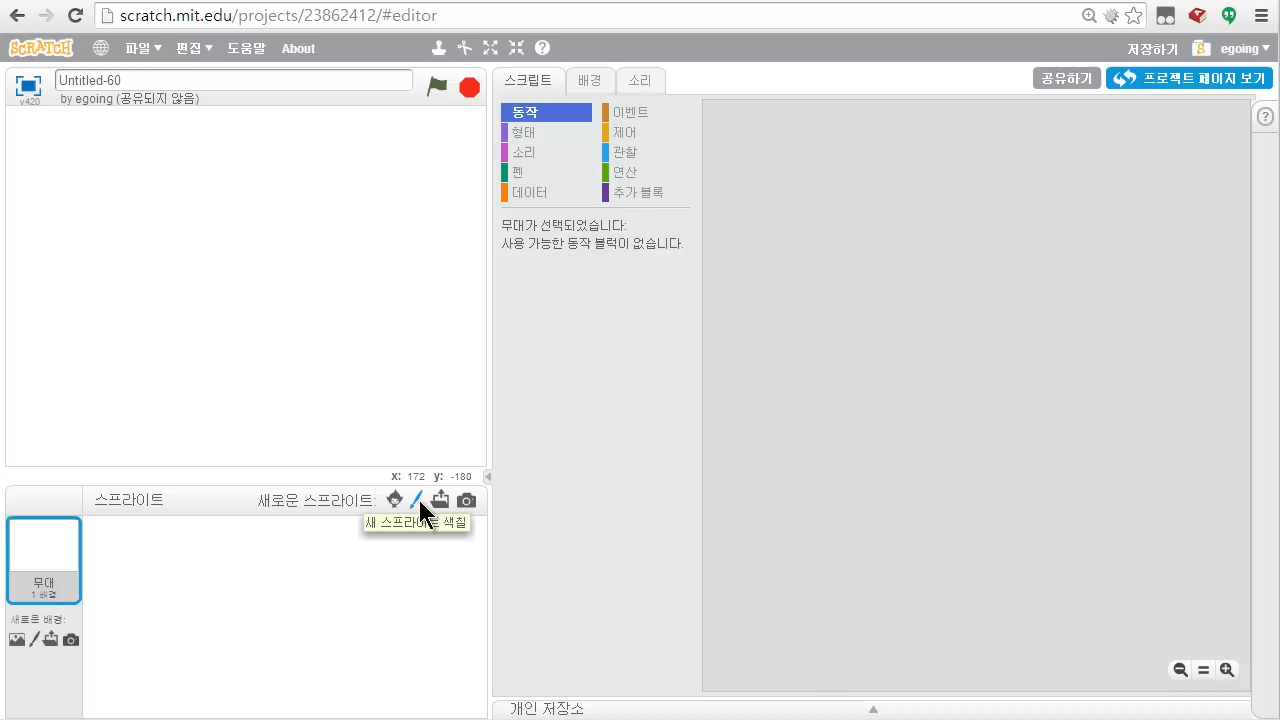 scratch.mit.edu/projects/23862412/#editor
SCRATCH 파일 편집 도움말 About 저장하기 egoing
Untitled-60
v420 by egoing (공유되지 않음)
스크립트 배경 소리 공유하기 프로젝트 페이지 보기
동작 이벤트
형태 제어
소리 관찰
펜 연산
데이터 추가 블록
무대가 선택되었습니다:
사용 가능한 동작 블럭이 없습니다.
x: 172 y: -180
스프라이트 새로운 스프라이트:
새 스프라이트 색칠
무대
1 배경
새로운 배경:
개인 저장소